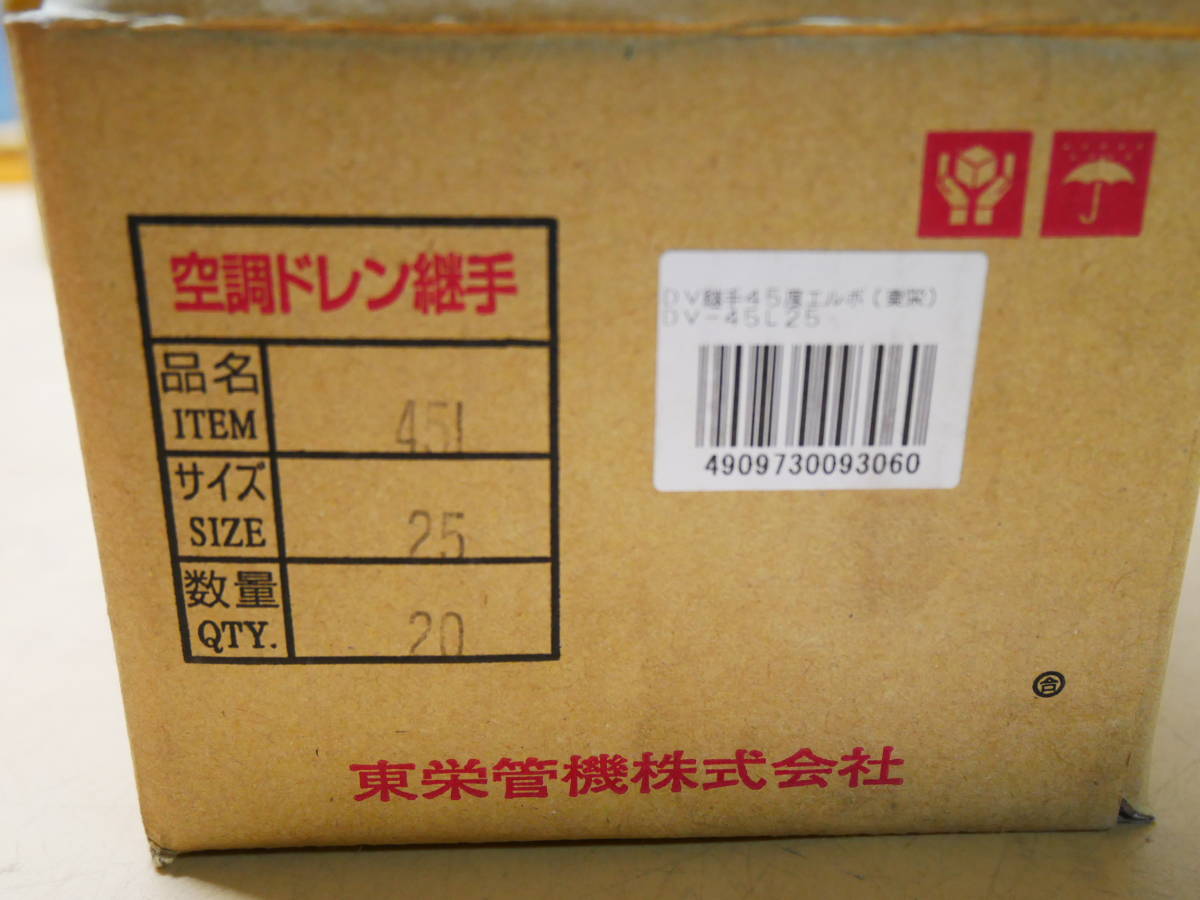 空調ドレン継手
品名
ITEM
45L
サイズ
SIZE
25
数量
QTY.
20
DV継手45度エルボ(東栄)
DV-45L25
4909730093060
合
東栄管機株式会社